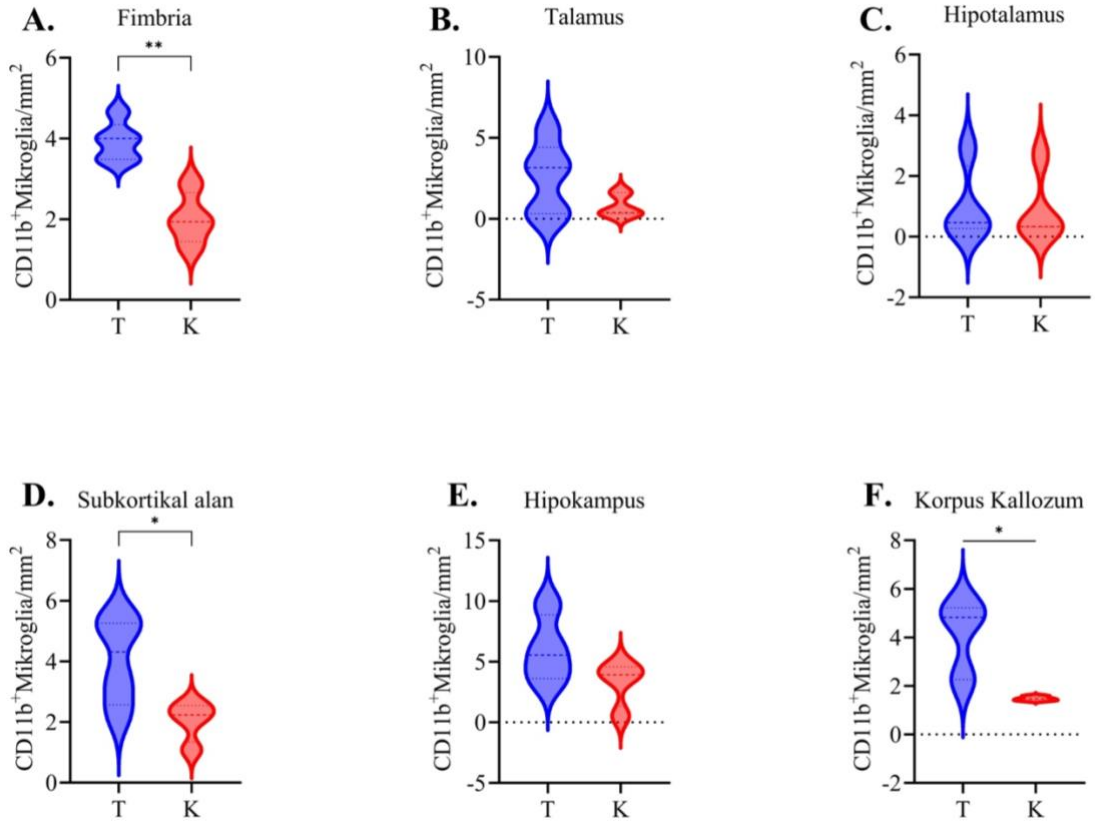 A.
Fimbria
**
CD11b+Mikroglia/mm2
6
4
2
0
T K
B.
Talamus
CD11b+Mikroglia/mm2
10
5
0
-5
T K
C.
Hipotalamus
CD11b+Mikroglia/mm2
6
4
2
0
-2
T K
D.
Subkortikal alan
*
CD11b+Mikroglia/mm2
8
6
4
2
0
T K
E.
Hipokampus
CD11b+Mikroglia/mm2
15
10
5
0
-5
T K
F.
Korpus Kallozum
*
CD11b+Mikroglia/mm2
8
6
4
2
0
-2
T K